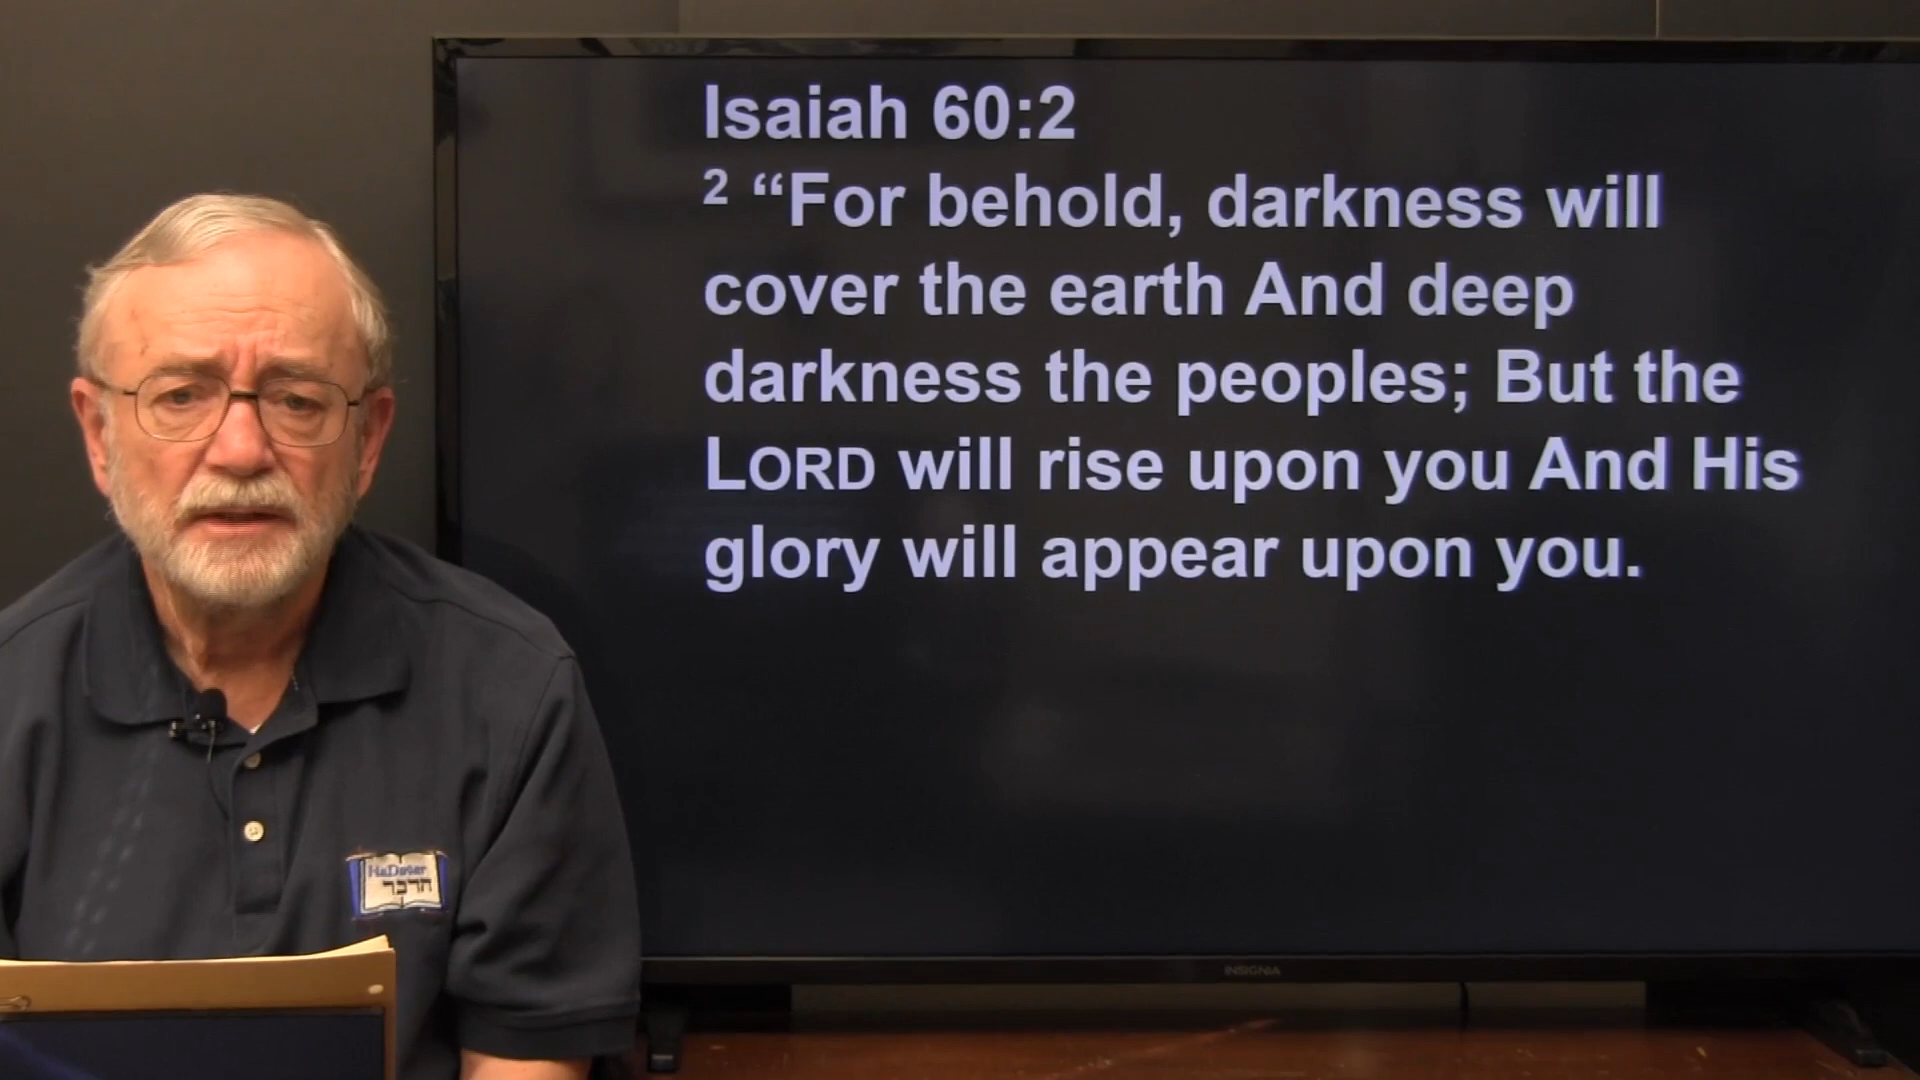 Isaiah 60:2
2 “For behold, darkness will
cover the earth And deep
darkness the peoples; But the
LORD will rise upon you And His
glory will appear upon you.
HaDavar
הדבר
INSIGNIA